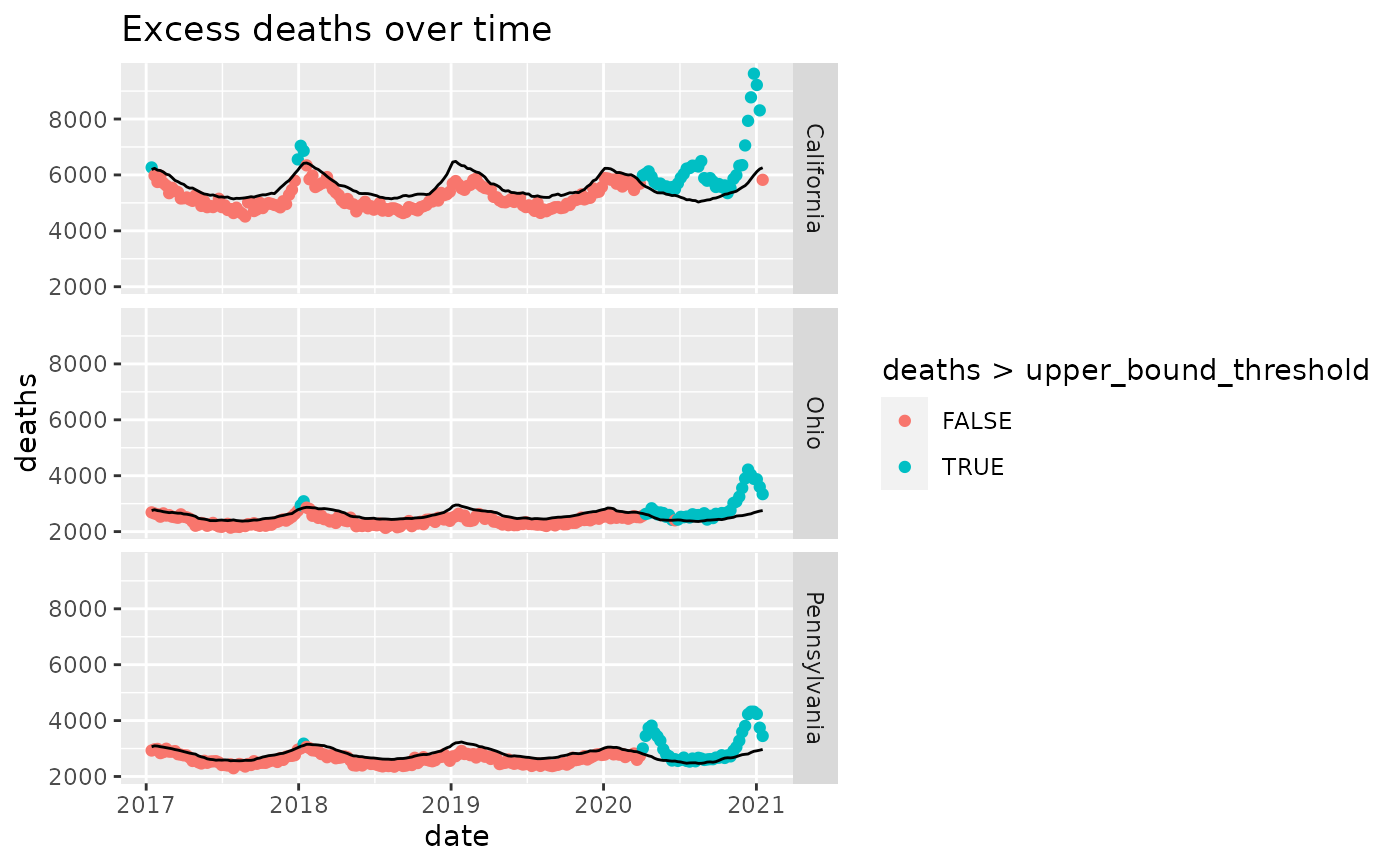 Excess deaths over time
8000
6000
4000
2000
California
8000
6000
4000
2000
Ohio
8000
6000
4000
2000
Pennsylvania
2017 2018 2019 2020 2021
date
deaths
deaths > upper_bound_threshold
FALSE
TRUE